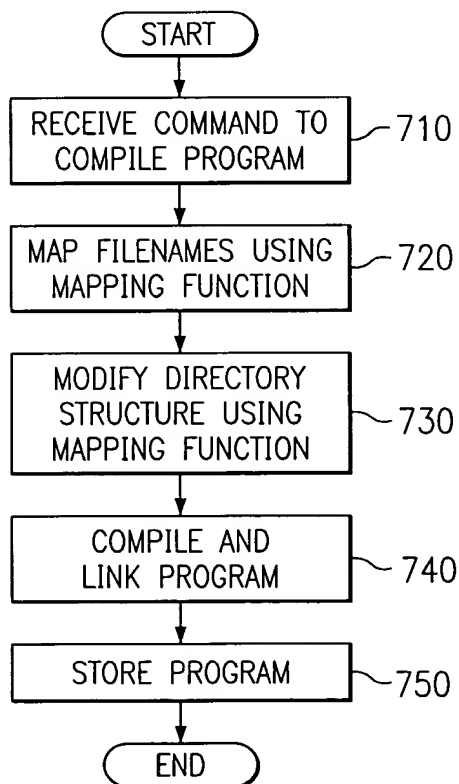 START
RECEIVE COMMAND TO
COMPILE PROGRAM
710
MAP FILENAMES USING
MAPPING FUNCTION
720
MODIFY DIRECTORY
STRUCTURE USING
MAPPING FUNCTION
730
COMPILE AND
LINK PROGRAM
740
STORE PROGRAM
750
END